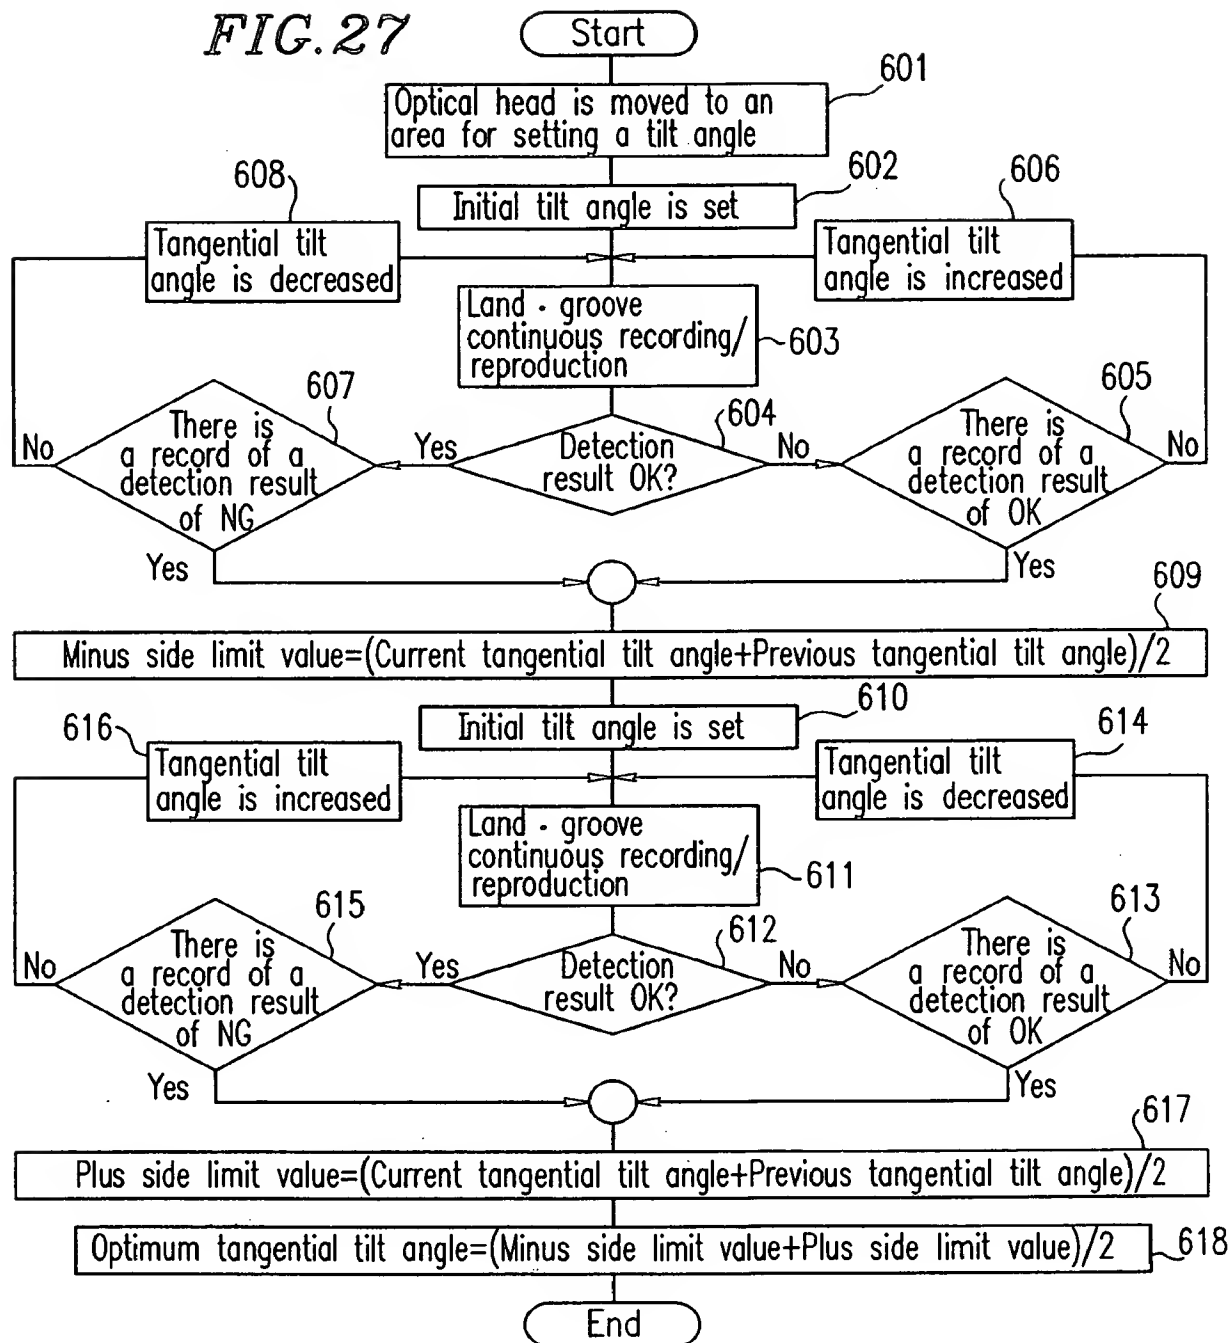 FIG.27
Start
601
Optical head is moved to an
area for setting a tilt angle
602
Initial tilt angle is set
608
Tangential tilt
angle is decreased
606
Tangential tilt
angle is increased
Land · groove
continuous recording/
reproduction
603
607
There is
a record of a
detection result
of NG
No
Yes
Yes
604
Detection
result OK?
No
605
There is
a record of a
detection result
of OK
No
Yes
609
Minus side limit value=(Current tangential tilt angle+Previous tangential tilt angle)/2
610
Initial tilt angle is set
616
Tangential tilt
angle is increased
614
Tangential tilt
angle is decreased
Land · groove
continuous recording/
reproduction
611
615
There is
a record of a
detection result
of NG
No
Yes
Yes
612
Detection
result OK?
No
613
There is
a record of a
detection result
of OK
No
Yes
617
Plus side limit value=(Current tangential tilt angle+Previous tangential tilt angle)/2
Optimum tangential tilt angle=(Minus side limit value+Plus side limit value)/2
618
End